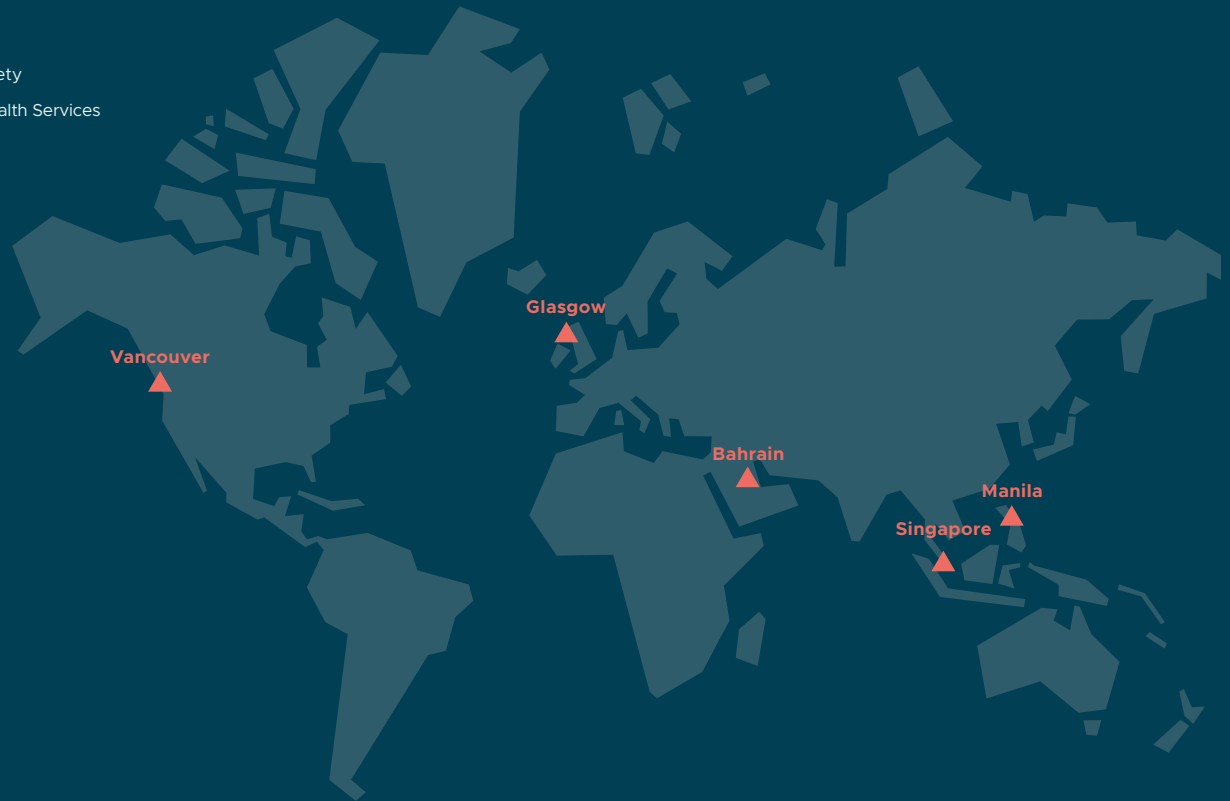 ety
alth Services
Glasgow
Vancouver
Bahrain
Manila
Singapore